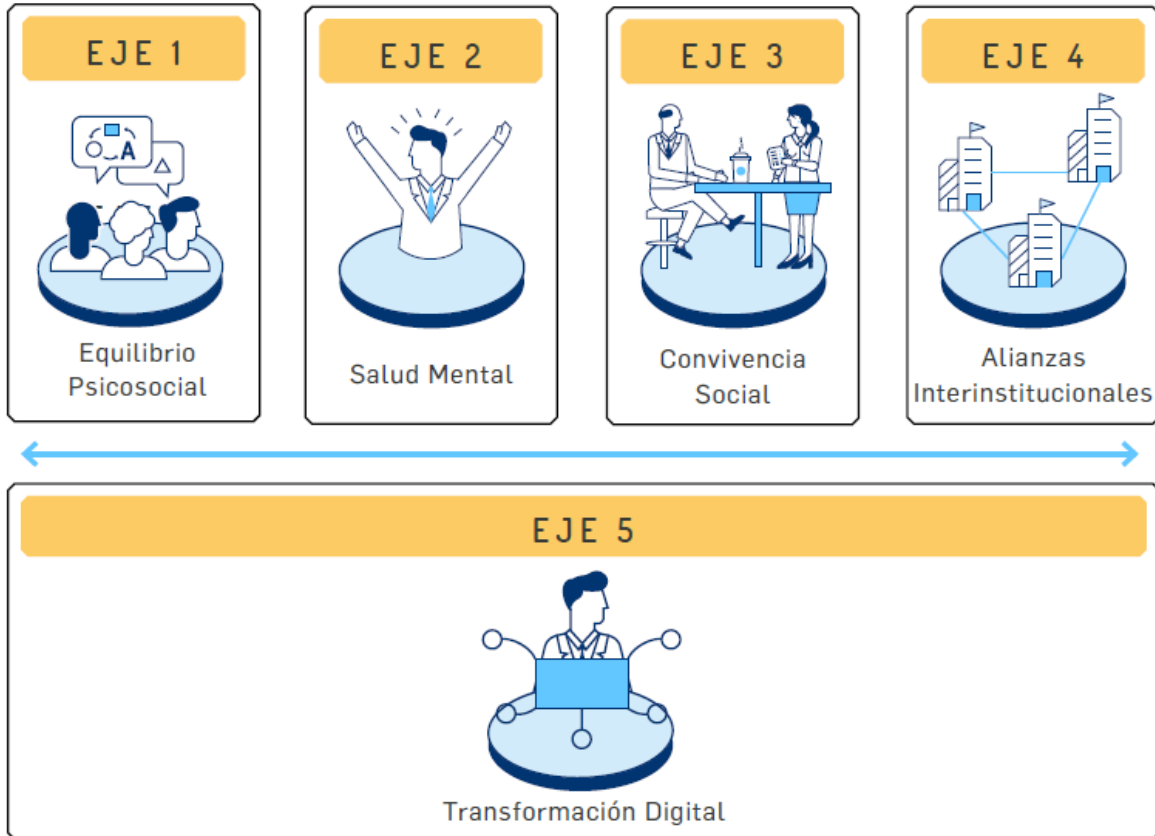 EJE 1
EJE 2
EJE 3
EJE 4
A
Equilibrio
Psicosocial
Salud Mental
Convivencia
Social
Alianzas
Interinstitucionales
EJE 5
Transformación Digital